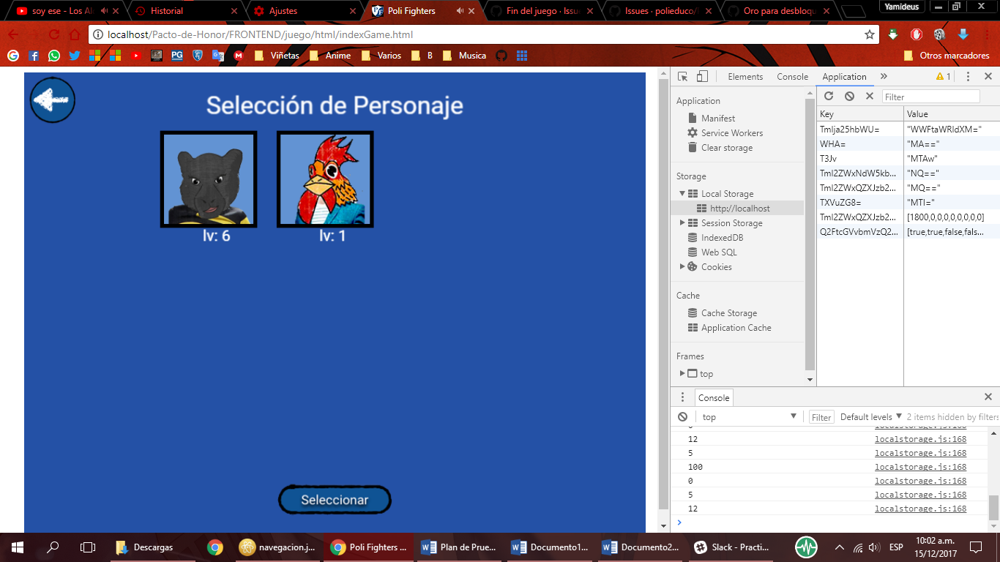 soy ese - Los Al
Historial
Ajustes
Poli Fighters
Fin del juego · Issu
Issues · polieduco/
Oro para desbloqu
Yamideus
localhost/Pacto-de-Honor/FRONTEND/juego/html/indexGame.html
Viñetas
Anime
Varios
B
Musica
Otros marcadores
Selección de Personaje
lv: 6
lv: 1
Seleccionar
Elements
Console
Application
»
1
Application
Manifest
Service Workers
Clear storage
Storage
Local Storage
http://localhost
Session Storage
IndexedDB
Web SQL
Cookies
Cache
Cache Storage
Application Cache
Frames
top
Filter
Key Value
"WWFtaWRldXM="
WHA= "MA=="
T3Jv "MTAw"
"NQ=="
"MQ=="
TXVuZG8= "MTI="
[1800,0,0,0,0,0,0,0,0]
[true,true,false,fals...
Console
top
Filter
Default levels
2 items hidden by filters
localstorage.js:168
12 localstorage.js:168
5 localstorage.js:168
100 localstorage.js:168
0 localstorage.js:168
5 localstorage.js:168
12 localstorage.js:168
>
Descargas
navegacion.j...
Poli Fighters ...
Plan de Prue...
Documento1...
Documento2...
Slack - Practi...
ESP
10:02 a.m.
15/12/2017